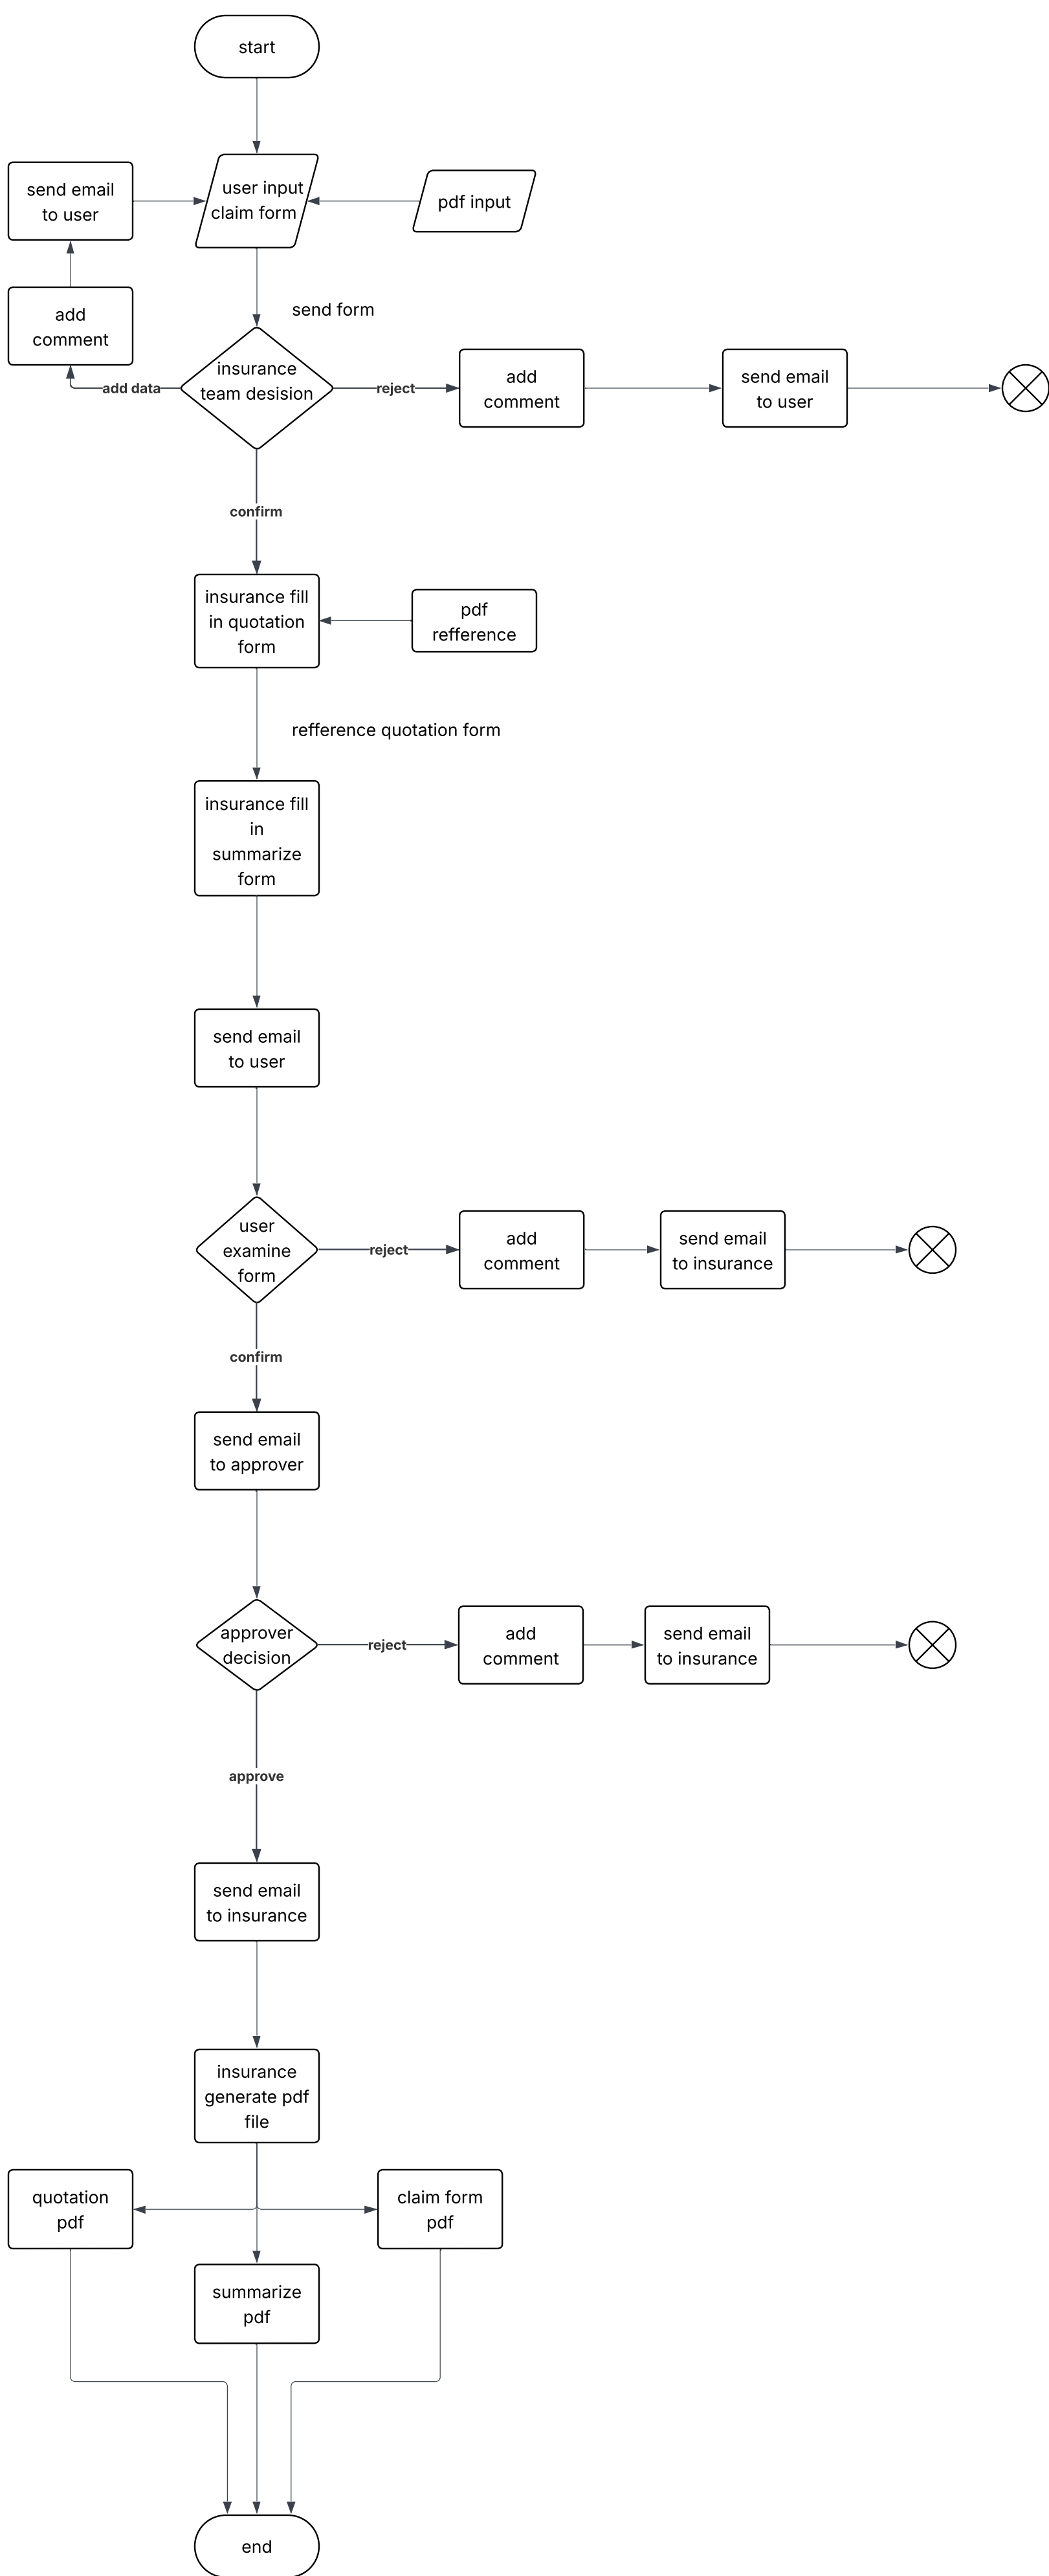 start
send email
to user
user input
claim form
pdf input
add
comment
send form
insurance
team desision
add data
reject
add
comment
send email
to user
confirm
insurance fill
in quotation
form
pdf
refference
refference quotation form
insurance fill
in
summarize
form
send email
to user
user
examine
form
reject
add
comment
send email
to insurance
confirm
send email
to approver
approver
decision
reject
add
comment
send email
to insurance
approve
send email
to insurance
insurance
generate pdf
file
quotation
pdf
claim form
pdf
summarize
pdf
end